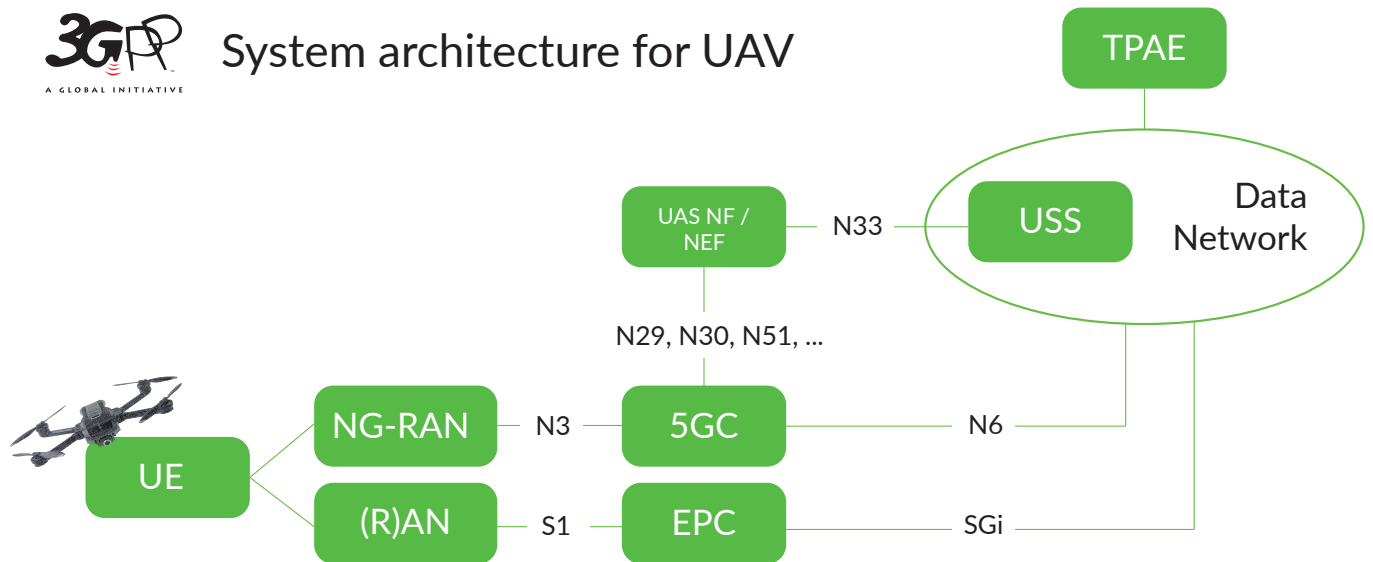 3GPP
A GLOBAL INITIATIVE
System architecture for UAV
TPAE
UAS NF /
NEF
N33
USS
Data
Network
N29, N30, N51, ...
UE
NG-RAN
N3
5GC
N6
(R)AN
S1
EPC
SGi